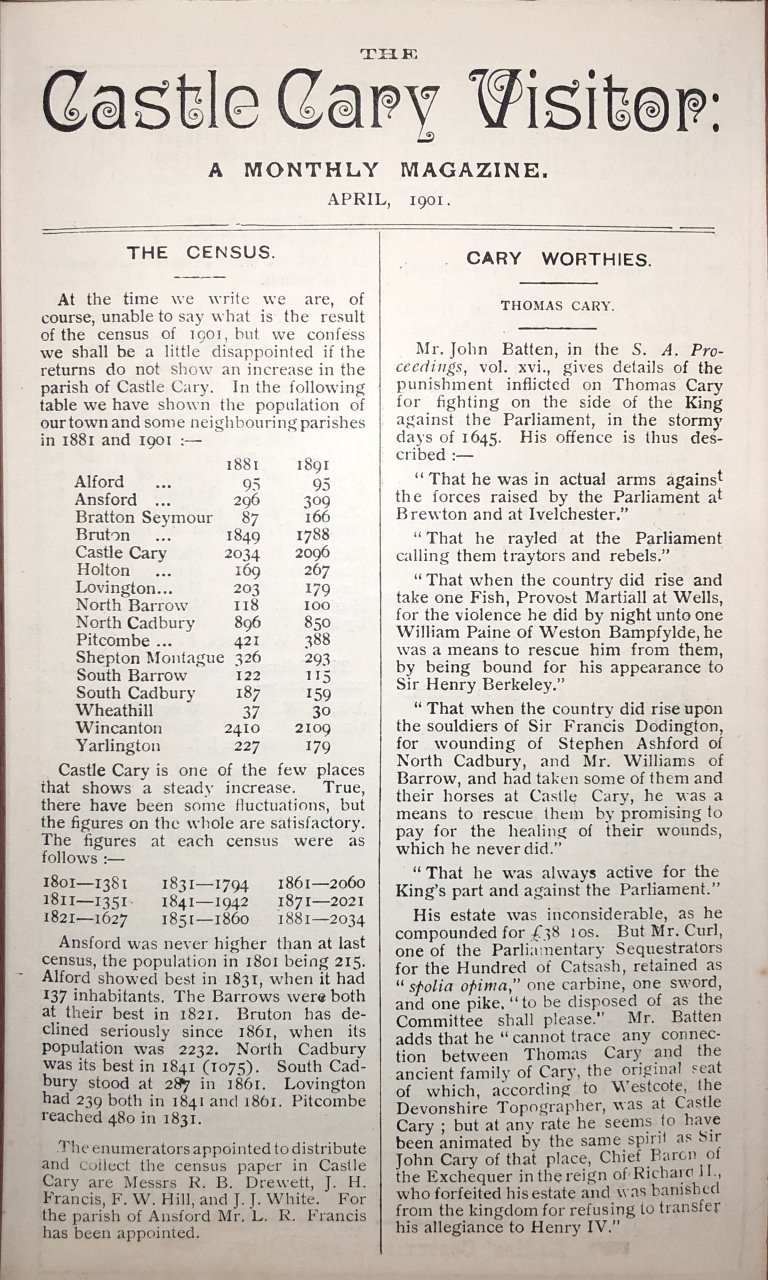 THE
Castle Cary Visitor:
A MONTHLY MAGAZINE.
APRIL, 1901.
THE CENSUS.
At the time we write we are, of
course, unable to say what is the result
of the census of 1901, but we confess
we shall be a little disappointed if the
returns do not show an increase in the
parish of Castle Cary. In the following
table we have shown the population of
our town and some neighbouring parishes
in 1881 and 1901 :—
1881 1891
Alford ... 95 95
Ansford ... 296 309
Bratton Seymour 87 166
Bruton ... 1849 1788
Castle Cary 2034 2096
Holton ... 169 267
Lovington... 203 179
North Barrow 118 100
North Cadbury 896 850
Pitcombe ... 421 388
Shepton Montague 326 293
South Barrow 122 115
South Cadbury 187 159
Wheathill 37 30
Wincanton 2410 2109
Yarlington 227 179
Castle Cary is one of the few places
that shows a steady increase. True,
there have been some fluctuations, but
the figures on the whole are satisfactory.
The figures at each census were as
follows :—
1801—1381 1831—1794 1861—2060
1811—1351 1841—1942 1871—2021
1821—1627 1851—1860 1881—2034
Ansford was never higher than at last
census, the population in 1801 being 215.
Alford showed best in 1831, when it had
137 inhabitants. The Barrows were both
at their best in 1821. Bruton has de-
clined seriously since 1861, when its
population was 2232. North Cadbury
was its best in 1841 (1075). South Cad-
bury stood at 287 in 1861. Lovington
had 239 both in 1841 and 1861. Pitcombe
reached 480 in 1831.
The enumerators appointed to distribute
and collect the census paper in Castle
Cary are Messrs R. B. Drewett, J. H.
Francis, F. W. Hill, and J. J. White. For
the parish of Ansford Mr. L. R. Francis
has been appointed.
CARY WORTHIES.
THOMAS CARY.
Mr. John Batten, in the S. A. Pro-
ceedings, vol. xvi., gives details of the
punishment inflicted on Thomas Cary
for fighting on the side of the King
against the Parliament, in the stormy
days of 1645. His offence is thus des-
cribed :—
“ That he was in actual arms against
the forces raised by the Parliament at
Brewton and at Ivelchester.”
“ That he rayled at the Parliament
calling them traytors and rebels.”
“ That when the country did rise and
take one Fish, Provost Martiall at Wells,
for the violence he did by night unto one
William Paine of Weston Bampfylde, he
was a means to rescue him from them,
by being bound for his appearance to
Sir Henry Berkeley.”
“ That when the country did rise upon
the souldiers of Sir Francis Dodington,
for wounding of Stephen Ashford of
North Cadbury, and Mr. Williams of
Barrow, and had taken some of them and
their horses at Castle Cary, he was a
means to rescue them by promising to
pay for the healing of their wounds,
which he never did.”
“ That he was always active for the
King’s part and against the Parliament.”
His estate was inconsiderable, as he
compounded for £38 10s. But Mr. Curl,
one of the Parliamentary Sequestrators
for the Hundred of Catsash, retained as
“ spolia opima,” one carbine, one sword,
and one pike, “ to be disposed of as the
Committee shall please.” Mr. Batten
adds that he “ cannot trace any connec-
tion between Thomas Cary and the
ancient family of Cary, the original seat
of which, according to Westcote, the
Devonshire Topographer, was at Castle
Cary ; but at any rate he seems to have
been animated by the same spirit as Sir
John Cary of that place, Chief Baron of
the Exchequer in the reign of Richard II.,
who forfeited his estate and was banished
from the kingdom for refusing to transfer
his allegiance to Henry IV.”